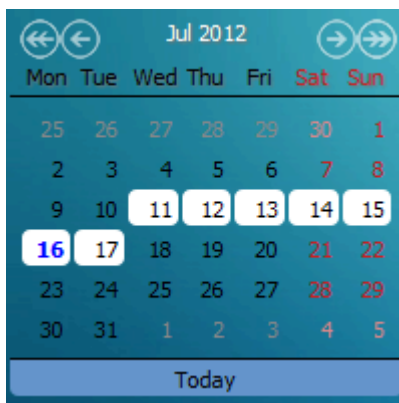 Jul 2012
Mon Tue Wed Thu Fri Sat Sun
25 26 27 28 29 30 1
2 3 4 5 6 7 8
9 10 11 12 13 14 15
16 17 18 19 20 21 22
23 24 25 26 27 28 29
30 31 1 2 3 4 5
Today